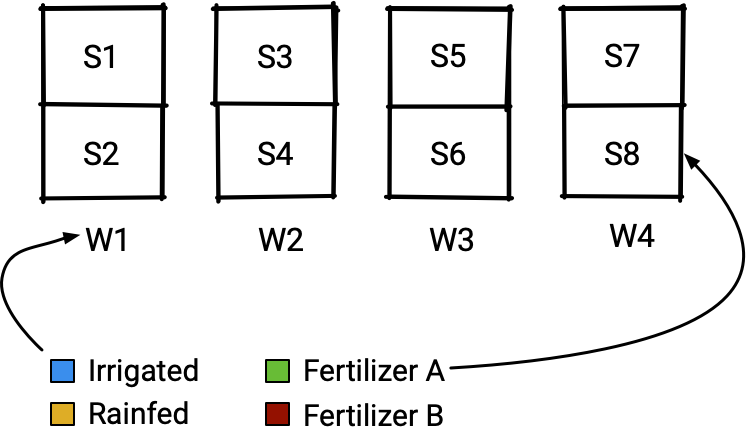 S1 S3 S5 S7
S2 S4 S6 S8
W1 W2 W3 W4
Irrigated Fertilizer A
Rainfed Fertilizer B